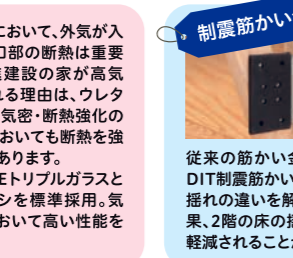 において、外気が入
口部の断熱は重要
建設の家が高気
れる理由は、ウレタ
気密・断熱強化の
おいても断熱を強
あります。
Eトリプルガラスと
シを標準採用。気
おいて高い性能を
制震筋かい
従来の筋かい金
DIT制震筋かい
揺れの違いを解
果、2階の床の揺
軽減されることが